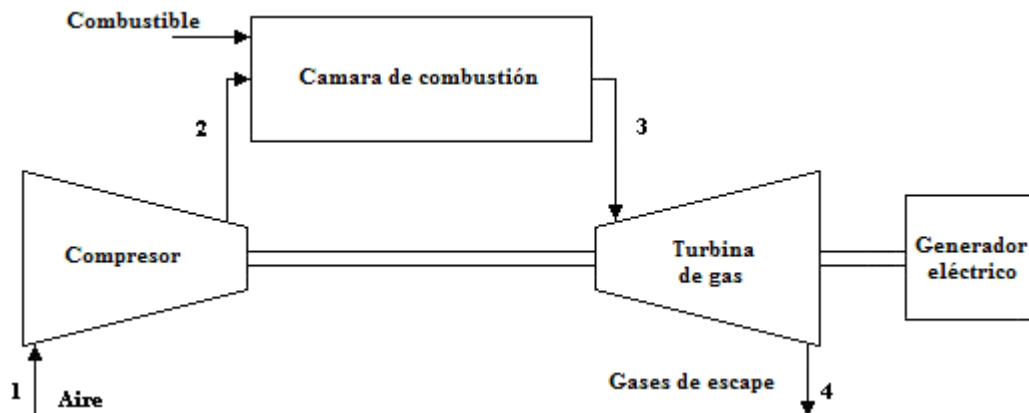 Combustible
Camara de combustión
2
3
Compresor
Turbina
de gas
Generador
eléctrico
1
Aire
Gases de escape
4